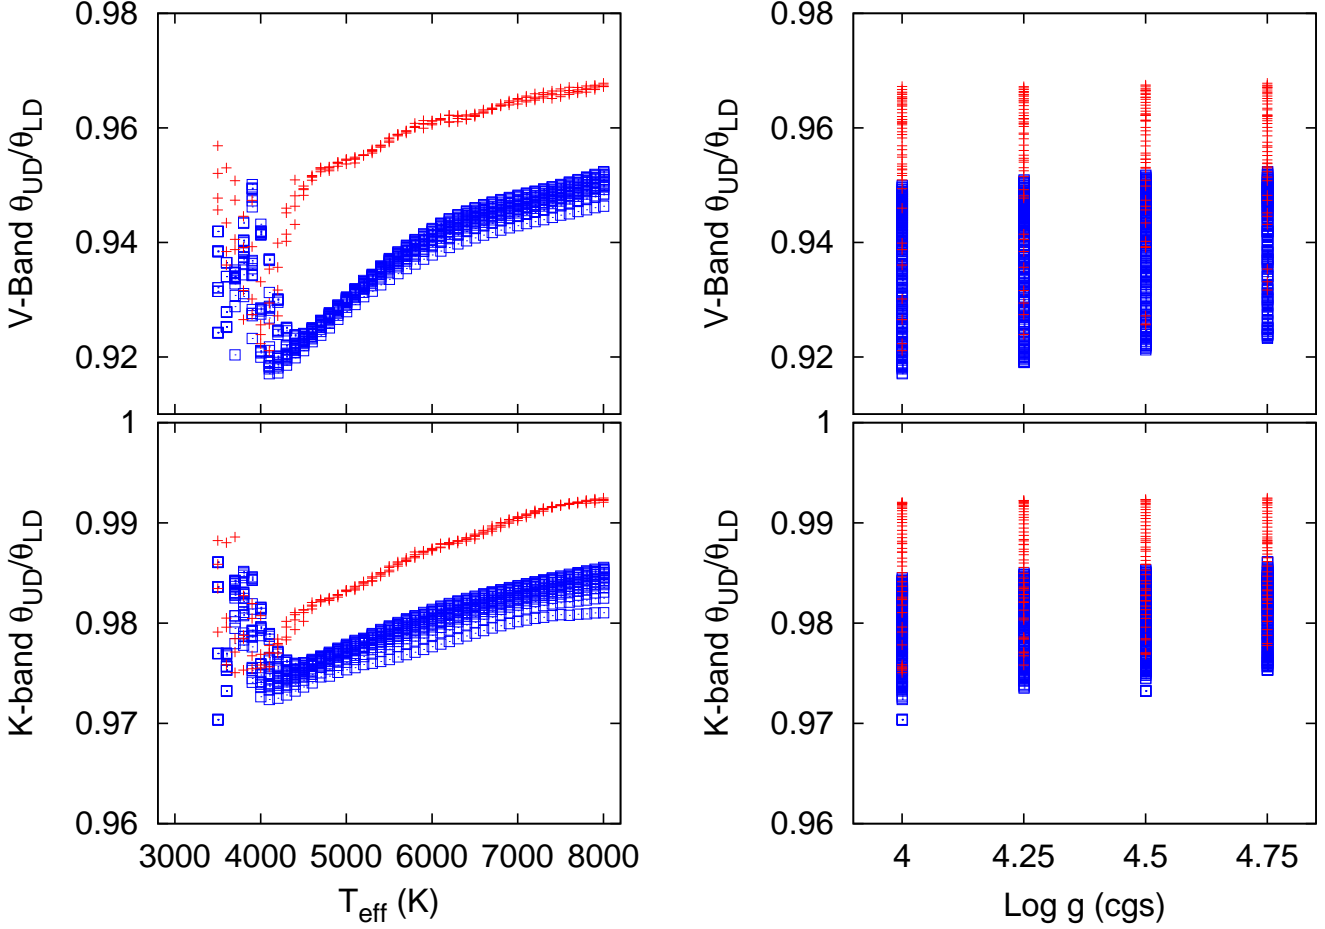 0.98
0.96
0.94
0.92
V-Band θUD/θLD
0.98
0.96
0.94
0.92
V-Band θUD/θLD
1
0.99
0.98
0.97
0.96
K-band θUD/θLD
3000 4000 5000 6000 7000 8000
Teff (K)
1
0.99
0.98
0.97
0.96
K-band θUD/θLD
4 4.25 4.5 4.75
Log g (cgs)